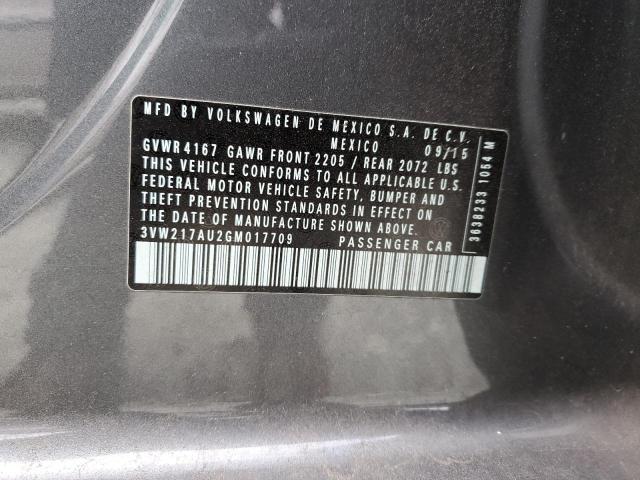 MFD BY VOLKSWAGEN DE MEXICO S.A. DE C.V.
MEXICO 09/15
GVWR 4167 GAWR FRONT 2205 / REAR 2072 LBS
THIS VEHICLE CONFORMS TO ALL APPLICABLE U.S.
FEDERAL MOTOR VEHICLE SAFETY, BUMPER AND
THEFT PREVENTION STANDARDS IN EFFECT ON
THE DATE OF MANUFACTURE SHOWN ABOVE.
3VW217AU2GM017709 PASSENGER CAR
3638233 1054 M